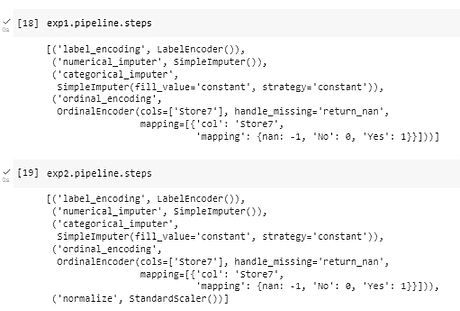 [18] exp1.pipeline.steps
0s
[('label_encoding', LabelEncoder()),
('numerical_imputer', SimpleImputer()),
('categorical_imputer',
SimpleImputer(fill_value='constant', strategy='constant')),
('ordinal_encoding',
OrdinalEncoder(cols=['Store7'], handle_missing='return_nan',
mapping=[{'col': 'Store7',
'mapping': {nan: -1, 'No': 0, 'Yes': 1}}]))]
[19] exp2.pipeline.steps
0s
[('label_encoding', LabelEncoder()),
('numerical_imputer', SimpleImputer()),
('categorical_imputer',
SimpleImputer(fill_value='constant', strategy='constant')),
('ordinal_encoding',
OrdinalEncoder(cols=['Store7'], handle_missing='return_nan',
mapping=[{'col': 'Store7',
'mapping': {nan: -1, 'No': 0, 'Yes': 1}}])),
('normalize', StandardScaler())]